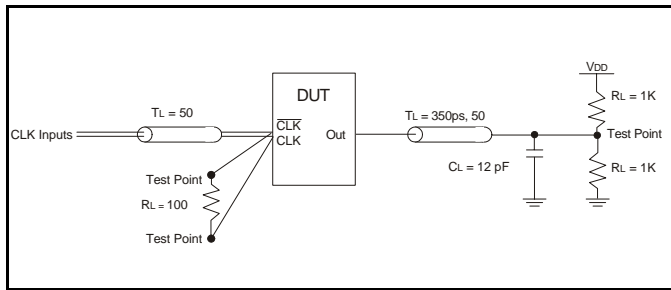 VDD
DUT
RL = 1K
TL = 50
TL = 350ps, 50
CLK
CLK Inputs
CLK
Out
Test Point
CL = 12 pF
Test Point
RL = 1K
RL = 100
Test Point